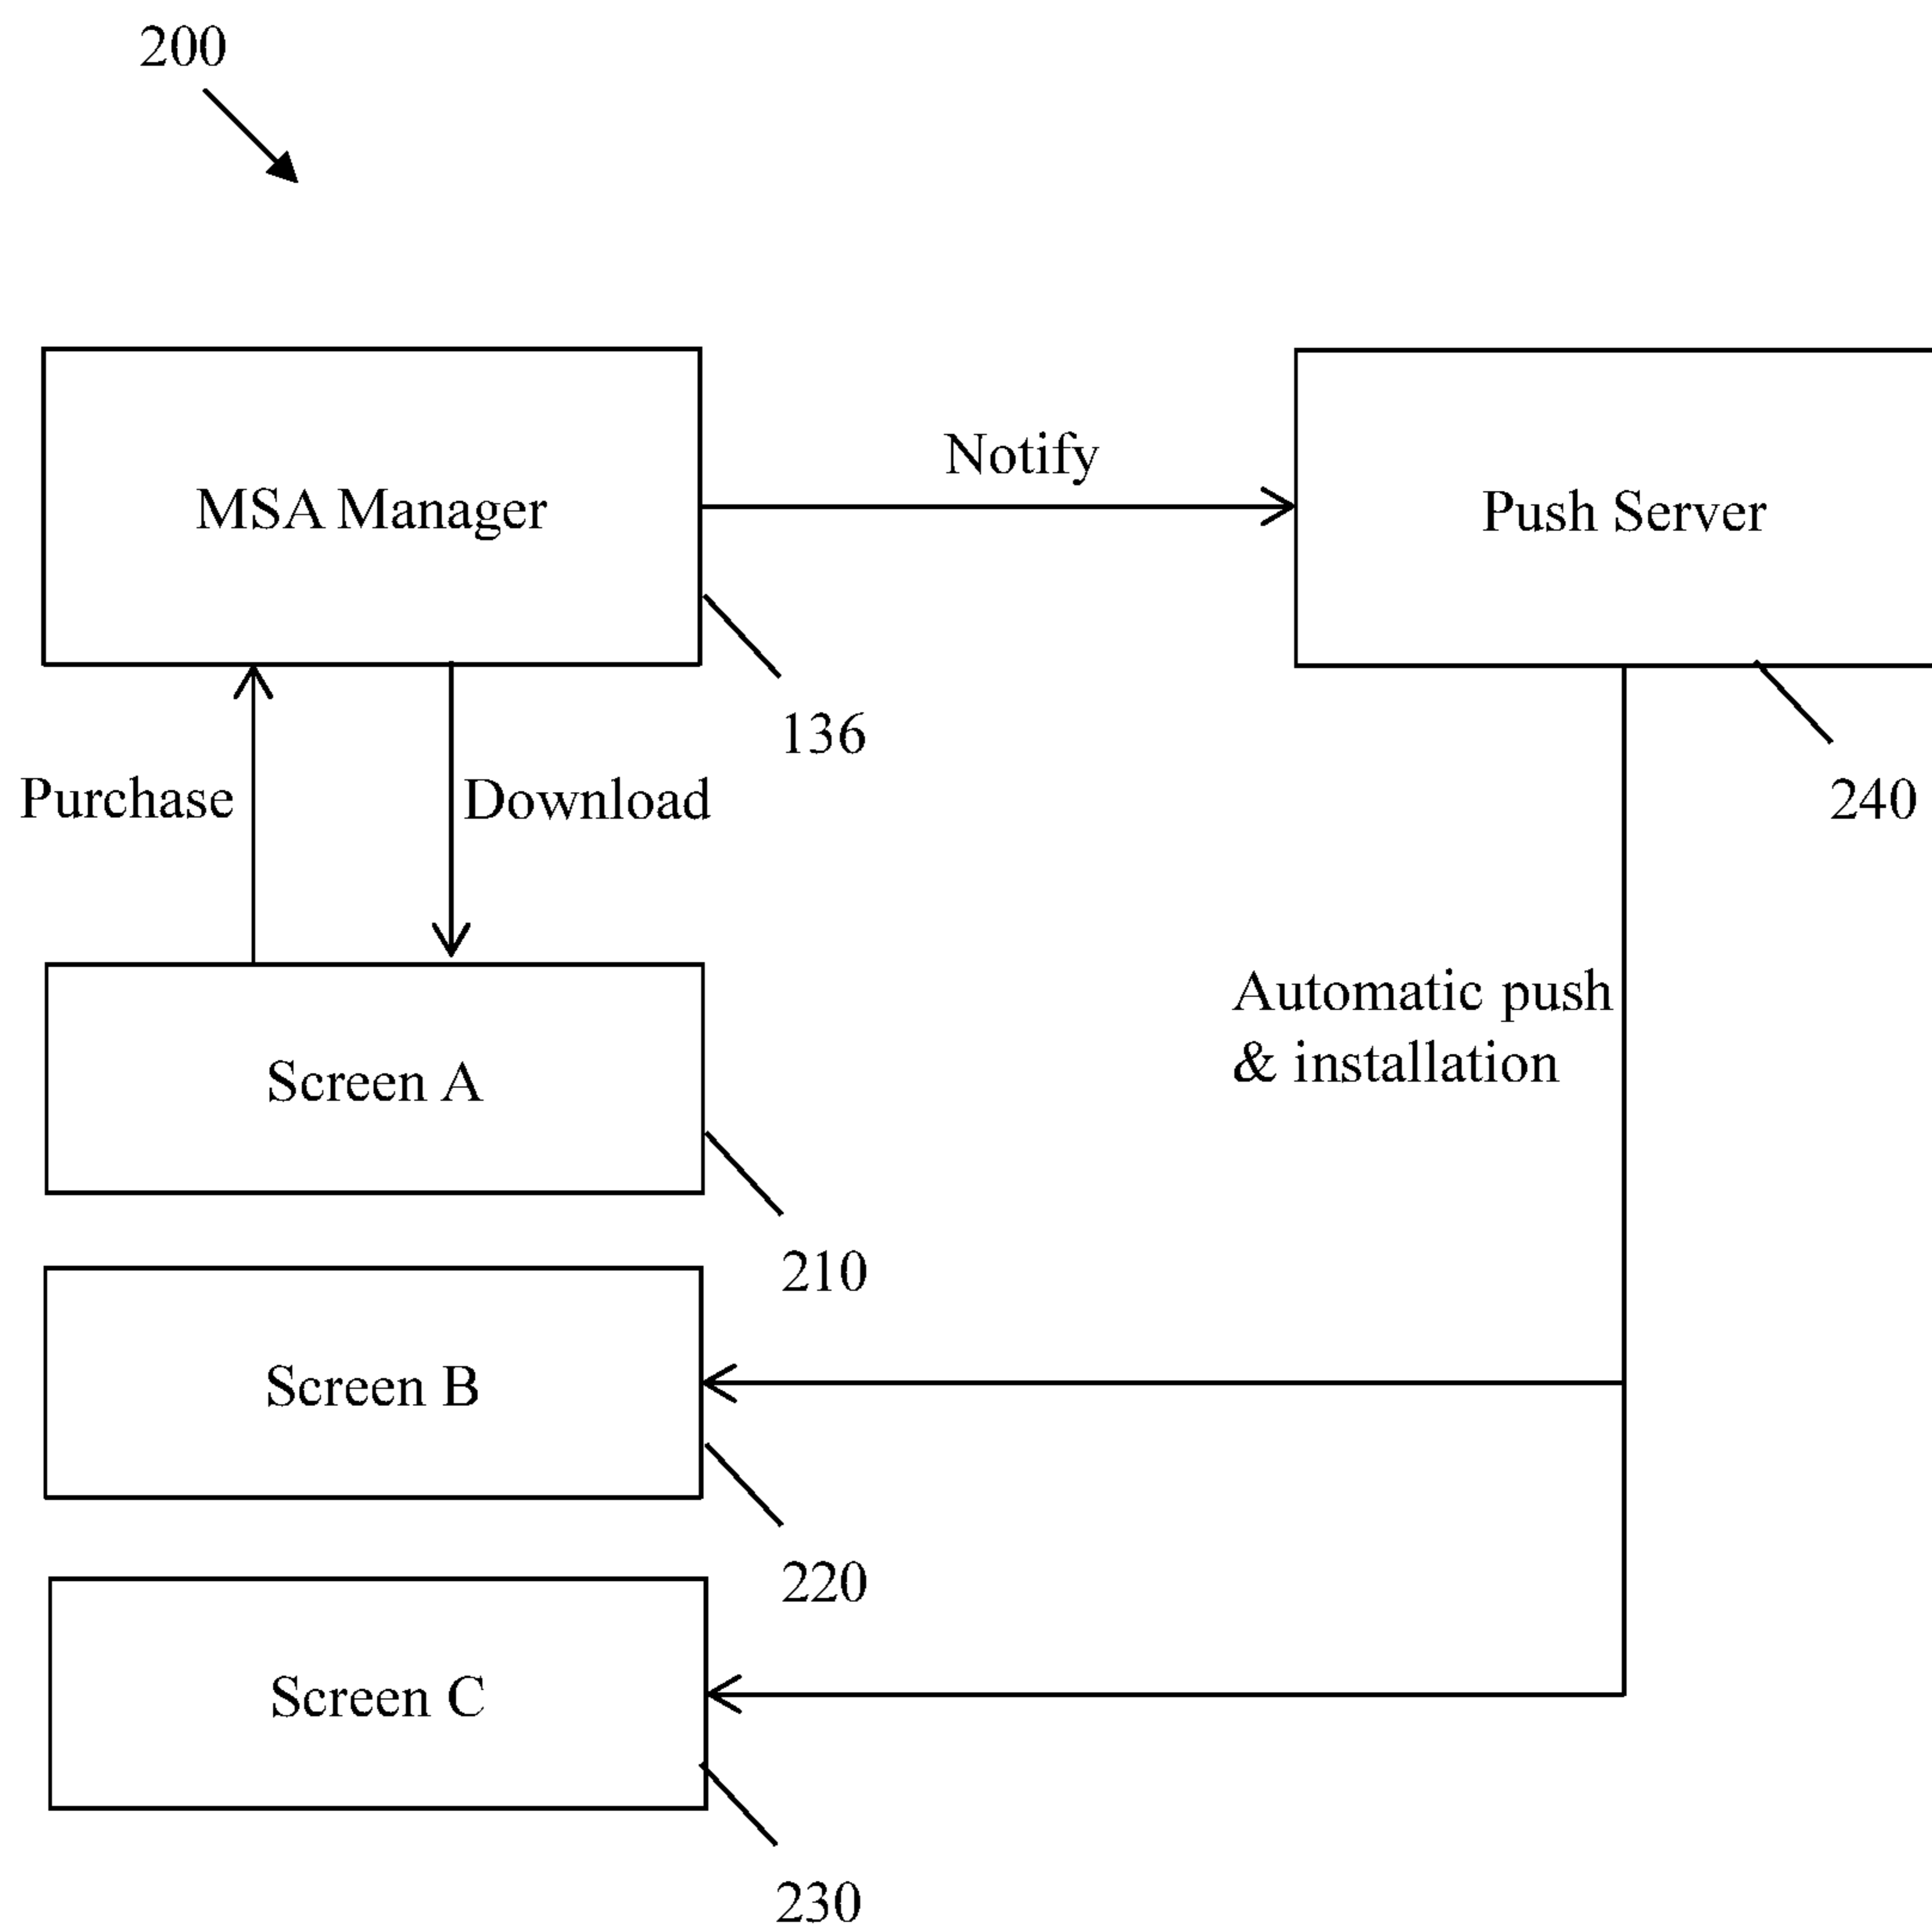 200
MSA Manager
Notify
Push Server
136
240
Purchase
Download
Automatic push
& installation
Screen A
210
Screen B
220
Screen C
230